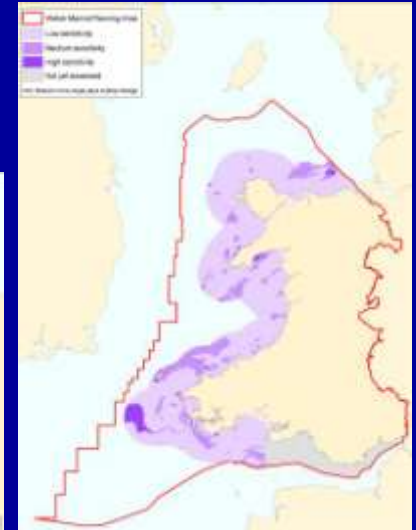 Welsh Marine Planning Area
Low sensitivity
Medium sensitivity
High sensitivity
Not yet assessed